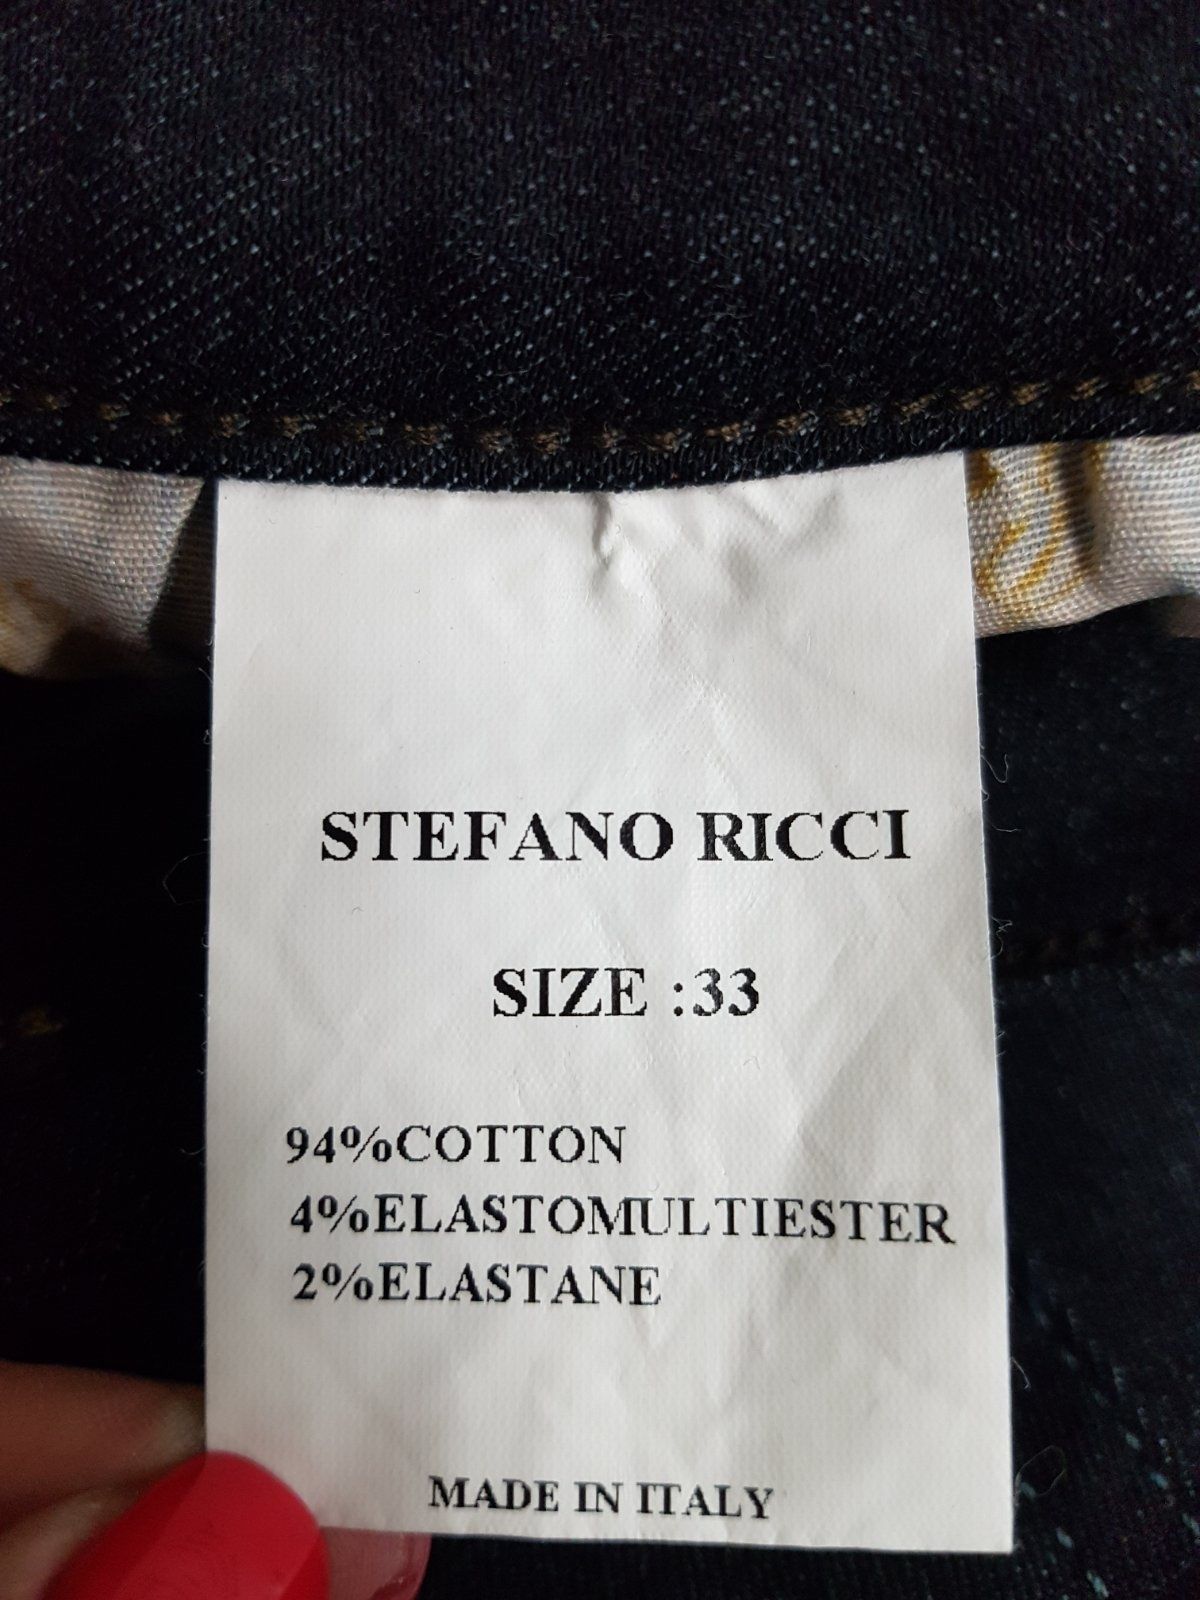 STEFANO RICCI
SIZE :33
94%COTTON
4%ELASTOMULTIESTER
2%ELASTANE
MADE IN ITALY